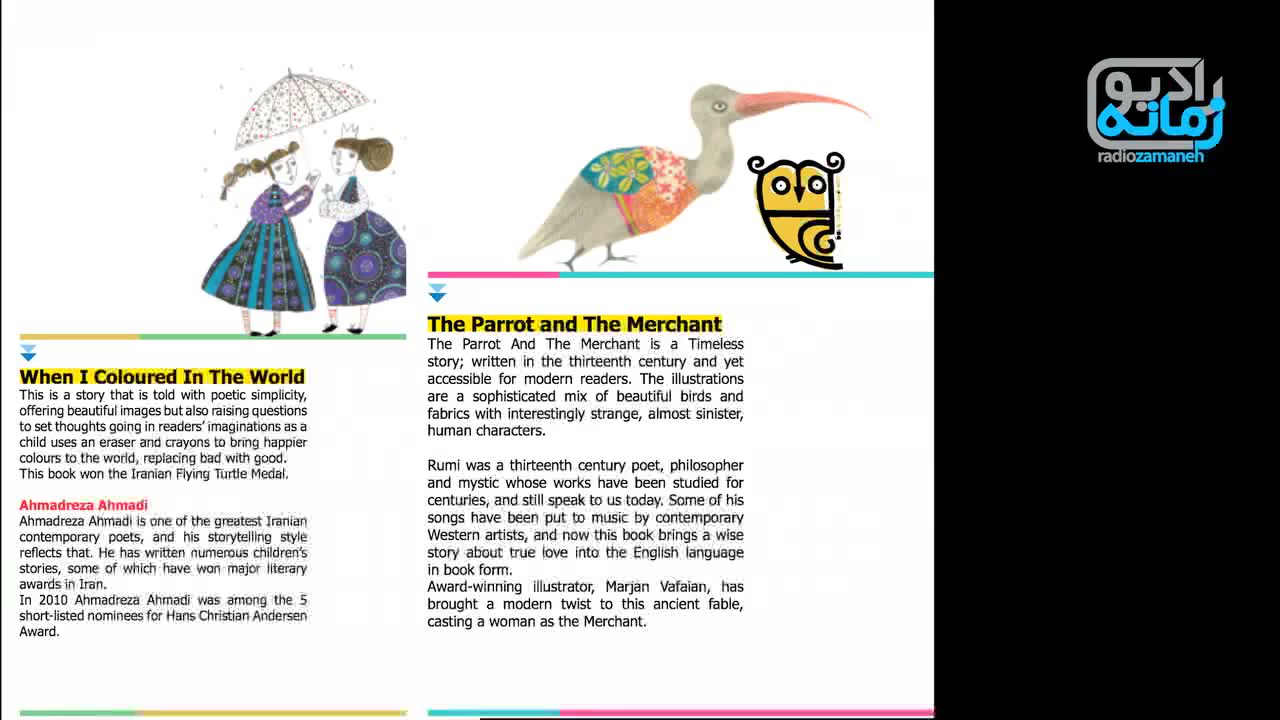 When I Coloured In The World
This is a story that is told with poetic simplicity,
offering beautiful images but also raising questions
to set thoughts going in readers' imaginations as a
child uses an eraser and crayons to bring happier
colours to the world, replacing bad with good.
This book won the Iranian Flying Turtle Medal.
Ahmadreza Ahmadi
Ahmadreza Ahmadi is one of the greatest Iranian
contemporary poets, and his storytelling style
reflects that. He has written numerous children's
stories, some of which have won major literary
awards in Iran.
In 2010 Ahmadreza Ahmadi was among the 5
short-listed nominees for Hans Christian Andersen
Award.
The Parrot and The Merchant
The Parrot And The Merchant is a Timeless
story; written in the thirteenth century and yet
accessible for modern readers. The illustrations
are a sophisticated mix of beautiful birds and
fabrics with interestingly strange, almost sinister,
human characters.
Rumi was a thirteenth century poet, philosopher
and mystic whose works have been studied for
centuries, and still speak to us today. Some of his
songs have been put to music by contemporary
Western artists, and now this book brings a wise
story about true love into the English language
in book form.
Award-winning illustrator, Marjan Vafaian, has
brought a modern twist to this ancient fable,
casting a woman as the Merchant.
رادیو
زمانه
radiozamaneh